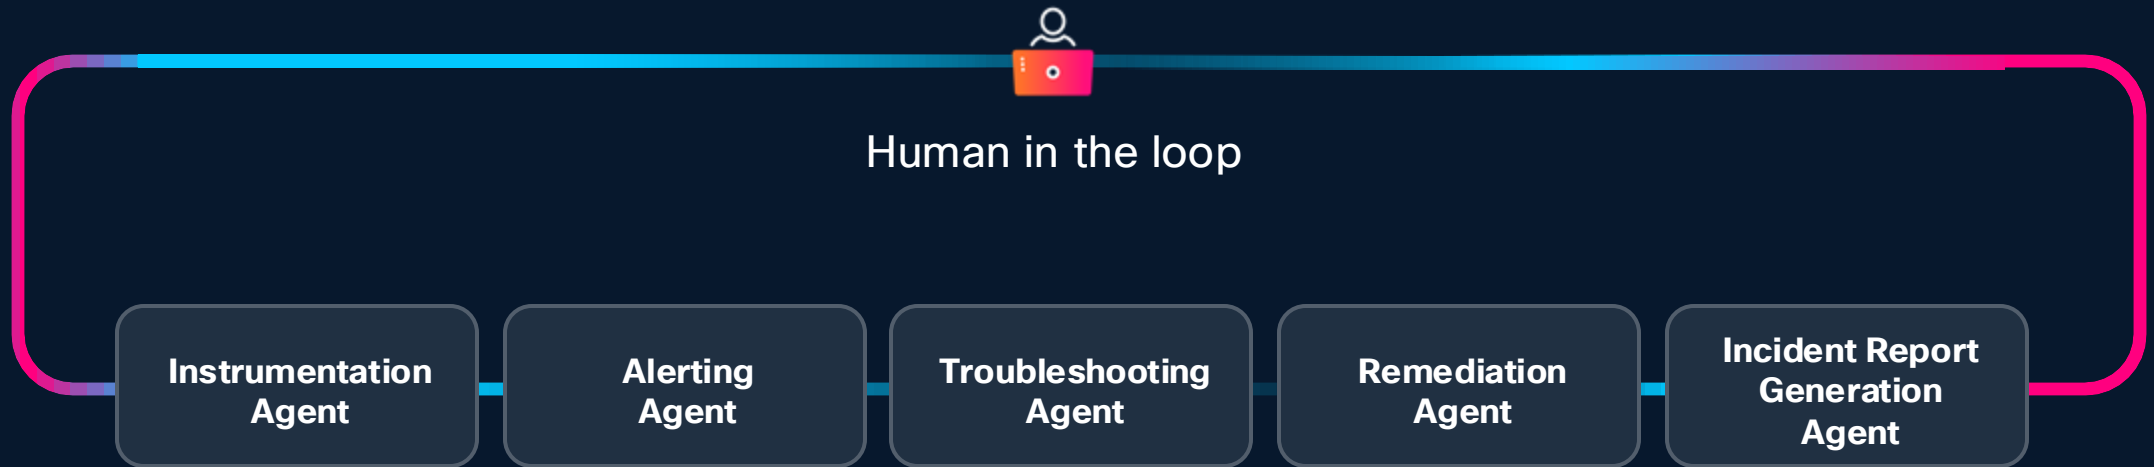 Human in the loop
Instrumentation
Agent
Alerting
Agent
Troubleshooting
Agent
Remediation
Agent
Incident Report
Generation
Agent